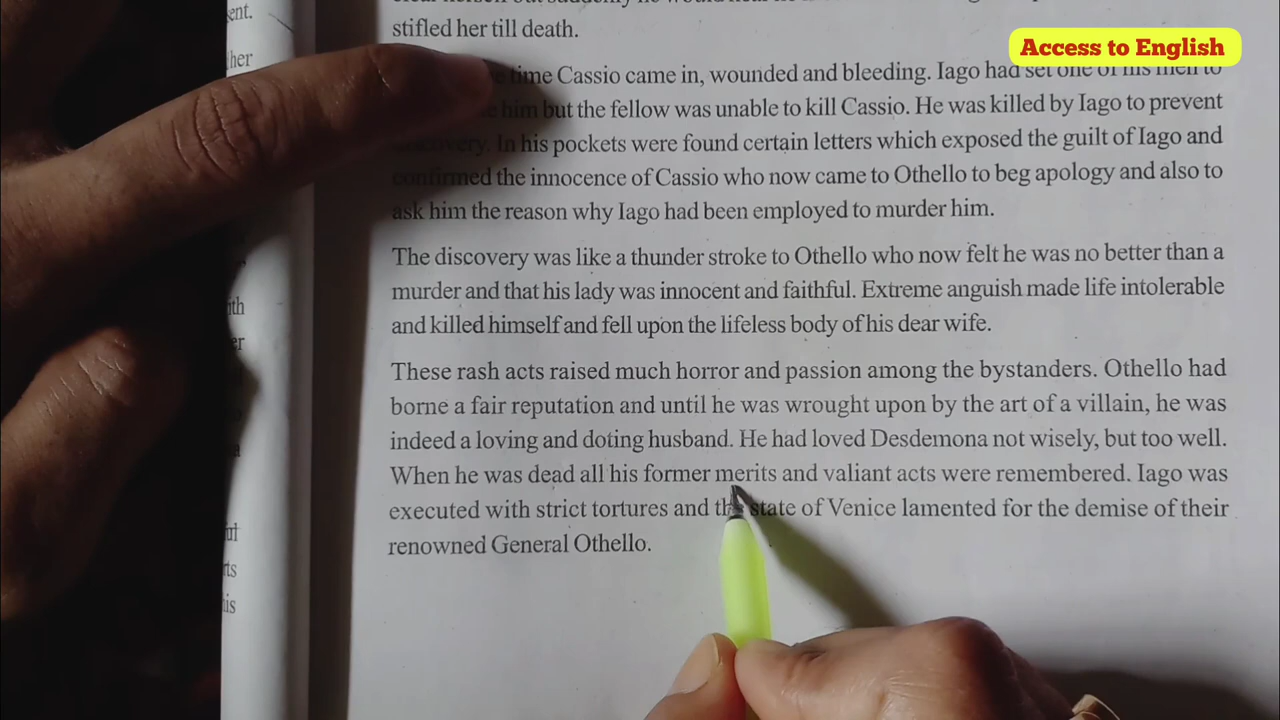 stifled her till death.
Access to English
time Cassio came in, wounded and bleeding. Iago had set one of his men to
him but the fellow was unable to kill Cassio. He was killed by Iago to prevent
In his pockets were found certain letters which exposed the guilt of Iago and
confirmed the innocence of Cassio who now came to Othello to beg apology and also to
ask him the reason why Iago had been employed to murder him.
The discovery was like a thunder stroke to Othello who now felt he was no better than a
murder and that his lady was innocent and faithful. Extreme anguish made life intolerable
and killed himself and fell upon the lifeless body of his dear wife.
These rash acts raised much horror and passion among the bystanders. Othello had
borne a fair reputation and until he was wrought upon by the art of a villain, he was
indeed a loving and doting husband. He had loved Desdemona not wisely, but too well.
When he was dead all his former merits and valiant acts were remembered. Iago was
executed with strict tortures and the state of Venice lamented for the demise of their
renowned General Othello.